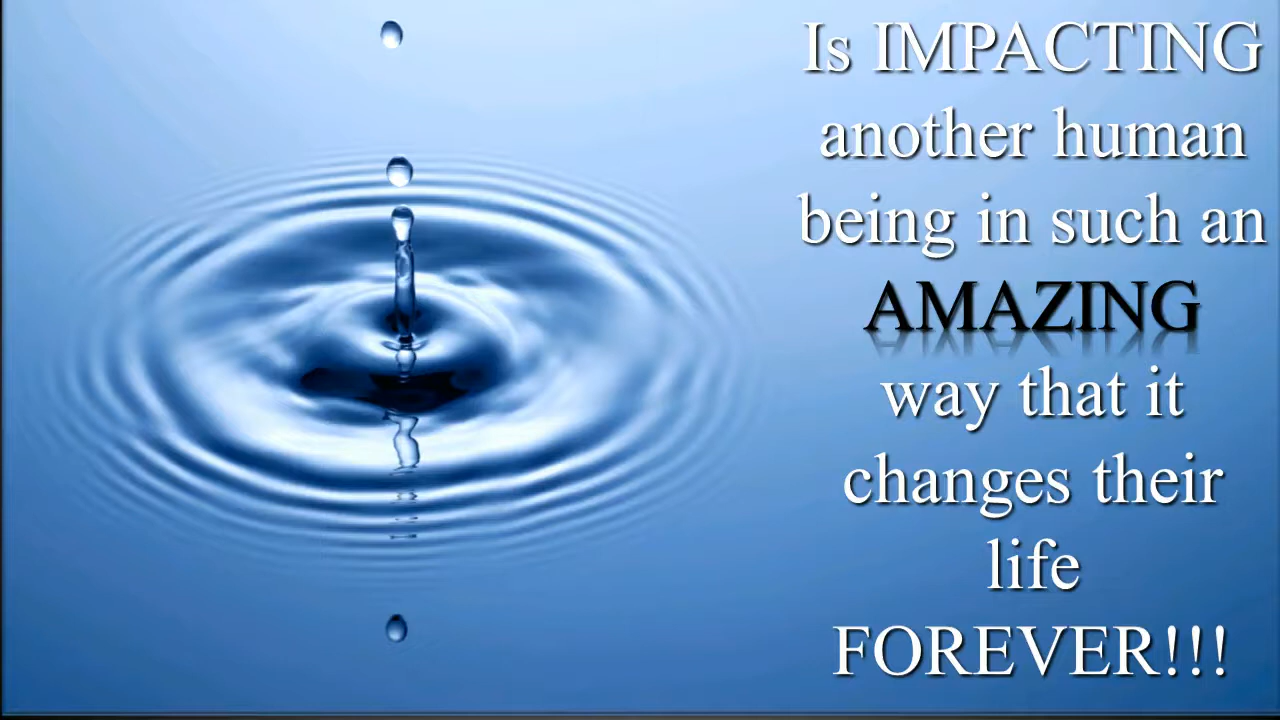 Is IMPACTING
another human
being in such an
AMAZING
way that it
changes their
life
FOREVER!!!